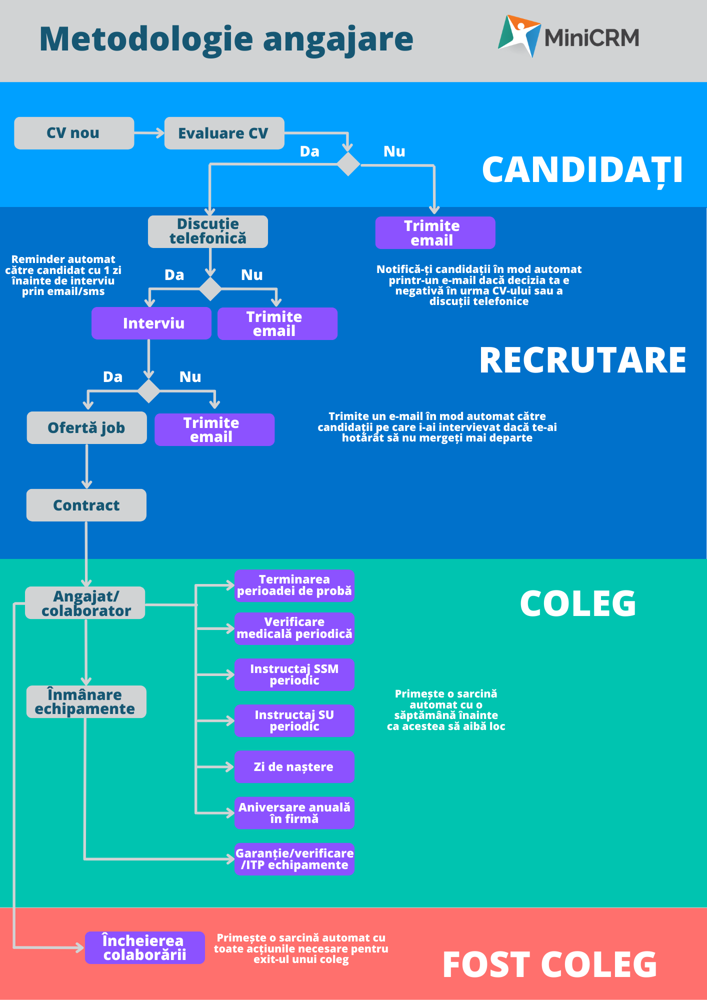 Metodologie angajare
MiniCRM
CV nou
Evaluare CV
Da
Nu
CANDIDAȚI
Discuție
telefonică
Trimite
email
Reminder automat
către candidat cu 1 zi
înainte de interviu
prin email/sms
Da
Nu
Notifică-ți candidații în mod automat
printr-un e-mail dacă decizia ta e
negativă în urma CV-ului sau a
discuții telefonice
Interviu
Trimite
email
RECRUTARE
Da
Nu
Ofertă job
Trimite
email
Trimite un e-mail în mod automat către
candidații pe care i-ai intervievat dacă te-ai
hotărât să nu mergeți mai departe
Contract
Terminarea
perioadei de probă
Angajat/
colaborator
COLEG
Verificare
medicală periodică
Instructaj SSM
periodic
Înmânare
echipamente
Primește o sarcină
automat cu o
săptămână înainte
ca acestea să aibă loc
Instructaj SU
periodic
Zi de naștere
Aniversare anuală
în firmă
Garanție/verificare
/ITP echipamente
Încheierea
colaborării
Primește o sarcină automat cu
toate acțiunile necesare pentru
exit-ul unui coleg
FOST COLEG